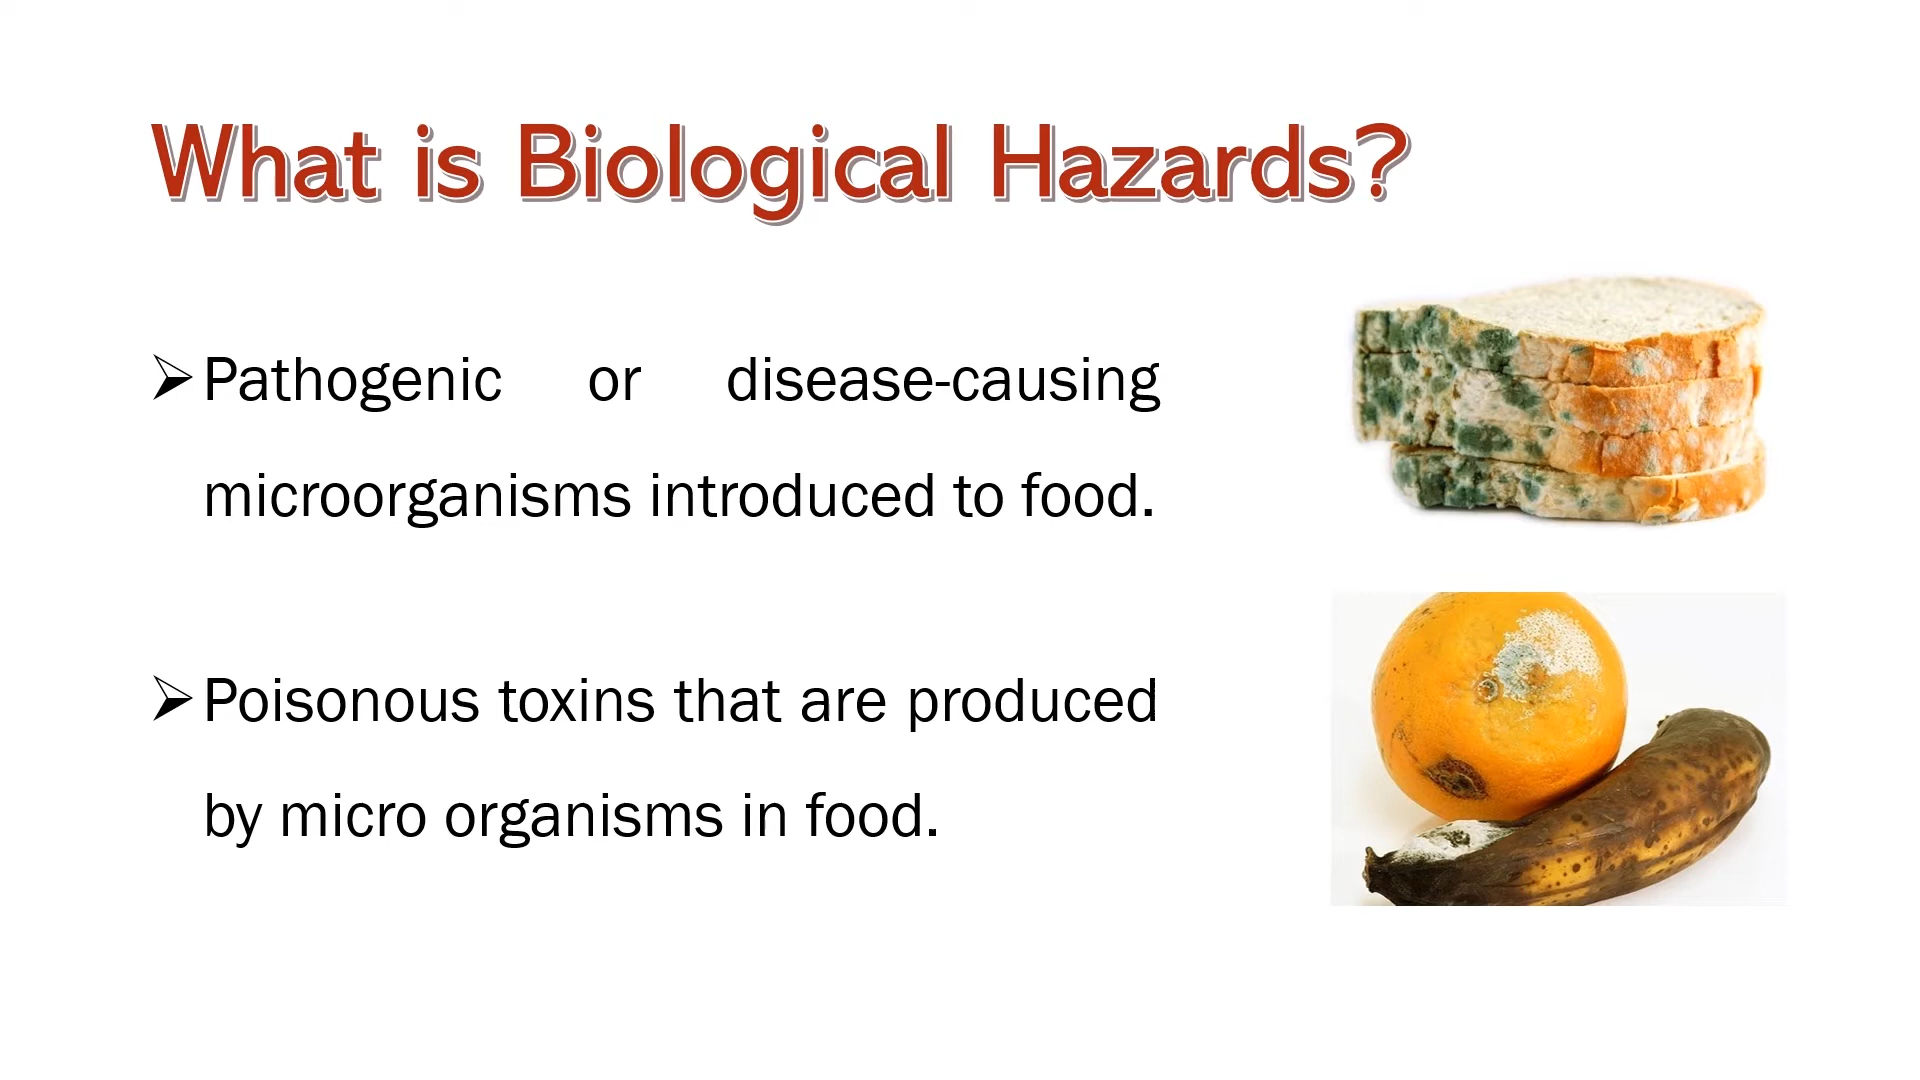 What is Biological Hazards?
➢Pathogenic or disease-causing
microorganisms introduced to food.
➢Poisonous toxins that are produced
by micro organisms in food.